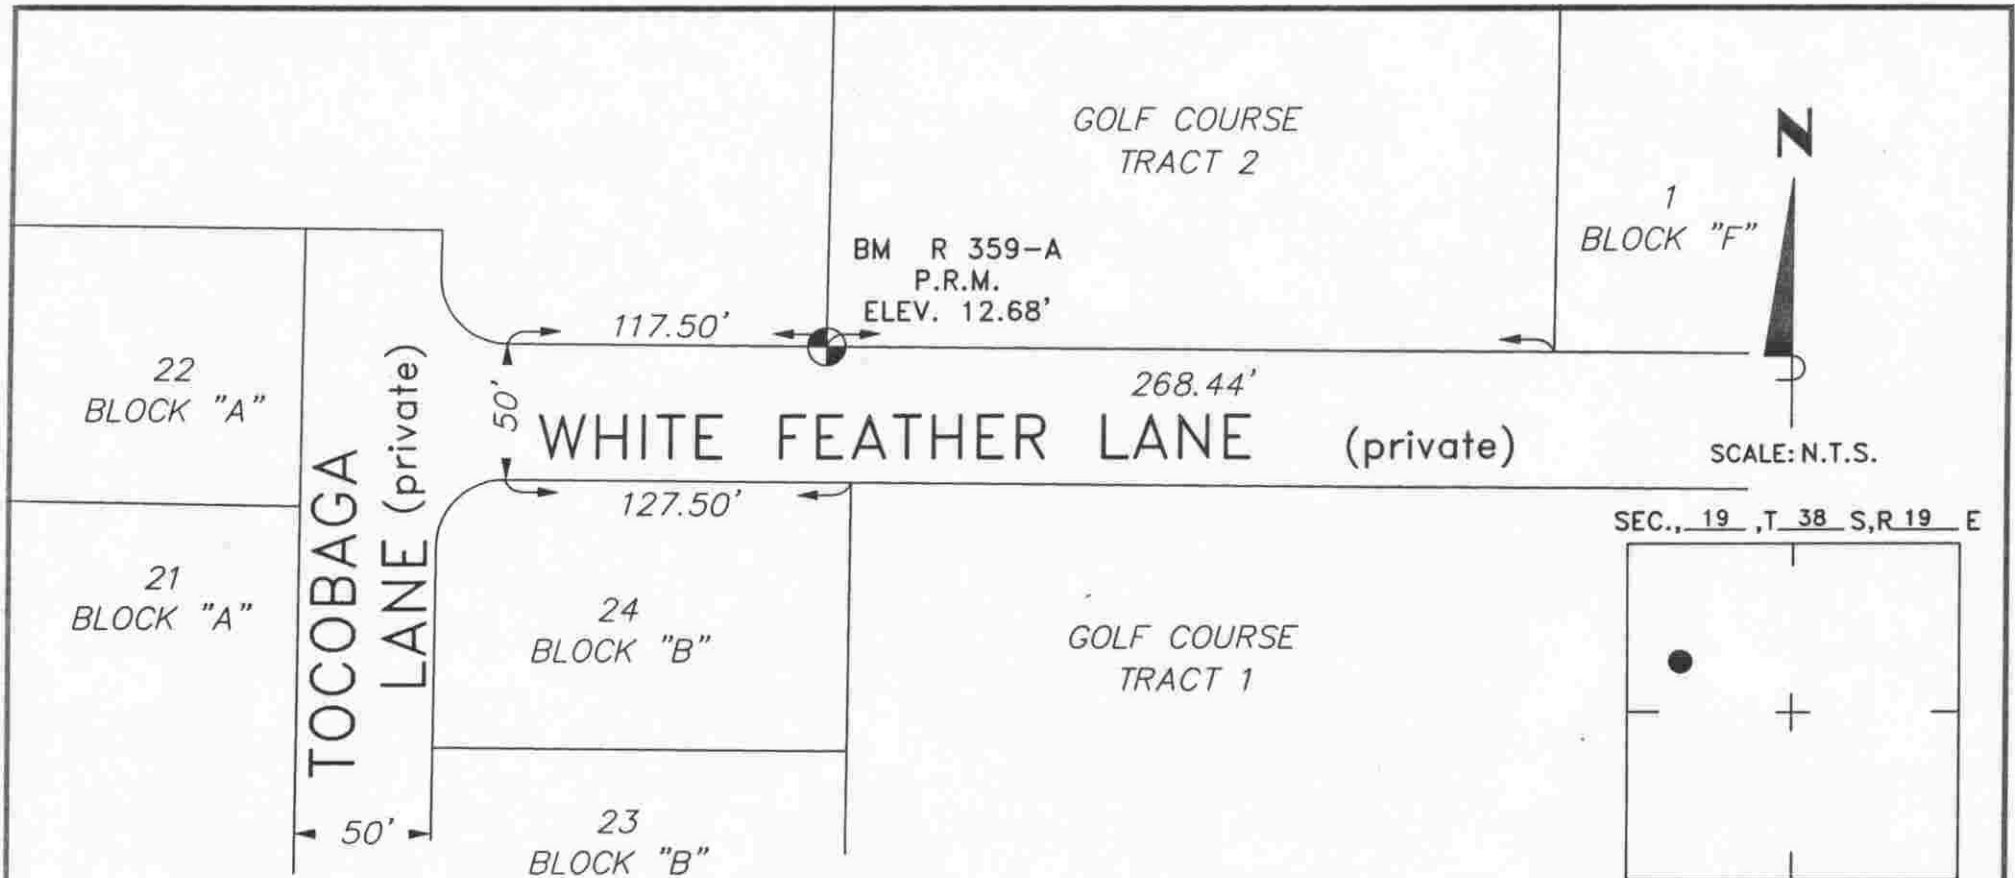 GOLF COURSE
TRACT 2
N
1
BLOCK "F"
BM R 359-A
P.R.M.
ELEV. 12.68'
117.50'
22
BLOCK "A"
50'
268.44'
WHITE FEATHER LANE (private)
SCALE: N.T.S.
127.50'
TOCOBAGA
LANE (private)
SEC., 19 ,T 38 S,R 19 E
21
BLOCK "A"
24
BLOCK "B"
GOLF COURSE
TRACT 1
50'
23
BLOCK "B"